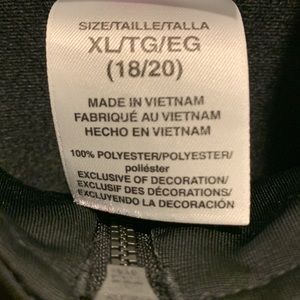 SIZE/TAILLE/TALLA
XL/TG/EG
(18/20)
MADE IN VIETNAM
FABRIQUÉ AU VIETNAM
HECHO EN VIETNAM
100% POLYESTER/POLYESTER/
poliéster
EXCLUSIVE OF DECORATION/
EXCLUSIF DES DÉCORATIONS/
EXCLUYENDO LA DECORACIÓN